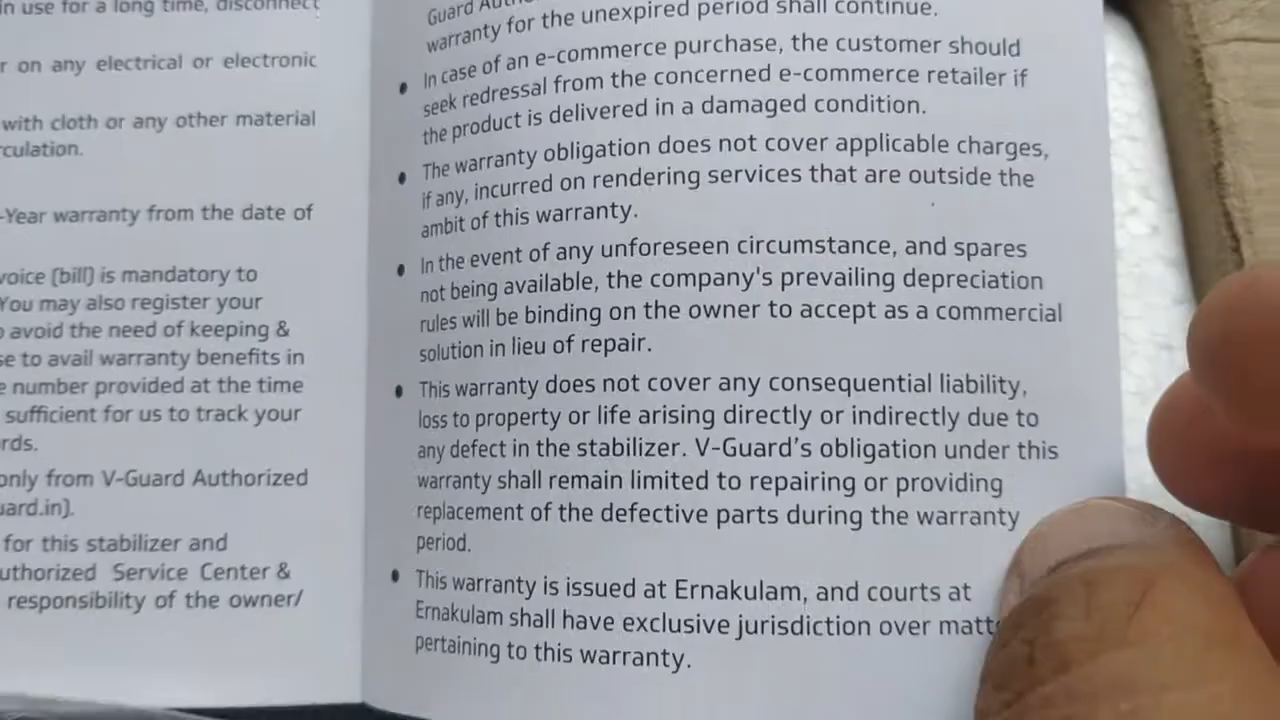 in use for a long time, disconnect
r on any electrical or electronic
with cloth or any other material
rculation.
-Year warranty from the date of
voice (bill) is mandatory to
You may also register your
o avoid the need of keeping &
se to avail warranty benefits in
e number provided at the time
sufficient for us to track your
rds.
only from V-Guard Authorized
uard.in).
for this stabilizer and
uthorized Service Center &
responsibility of the owner/
Guard
warranty for the unexpired period shall continue.
• In case of an e-commerce purchase, the customer should
seek redressal from the concerned e-commerce retailer if
the product is delivered in a damaged condition.
• The warranty obligation does not cover applicable charges,
if any, incurred on rendering services that are outside the
ambit of this warranty.
• In the event of any unforeseen circumstance, and spares
not being available, the company's prevailing depreciation
rules will be binding on the owner to accept as a commercial
solution in lieu of repair.
• This warranty does not cover any consequential liability,
loss to property or life arising directly or indirectly due to
any defect in the stabilizer. V-Guard's obligation under this
warranty shall remain limited to repairing or providing
replacement of the defective parts during the warranty
period.
• This warranty is issued at Ernakulam, and courts at
Ernakulam shall have exclusive jurisdiction over matt
pertaining to this warranty.